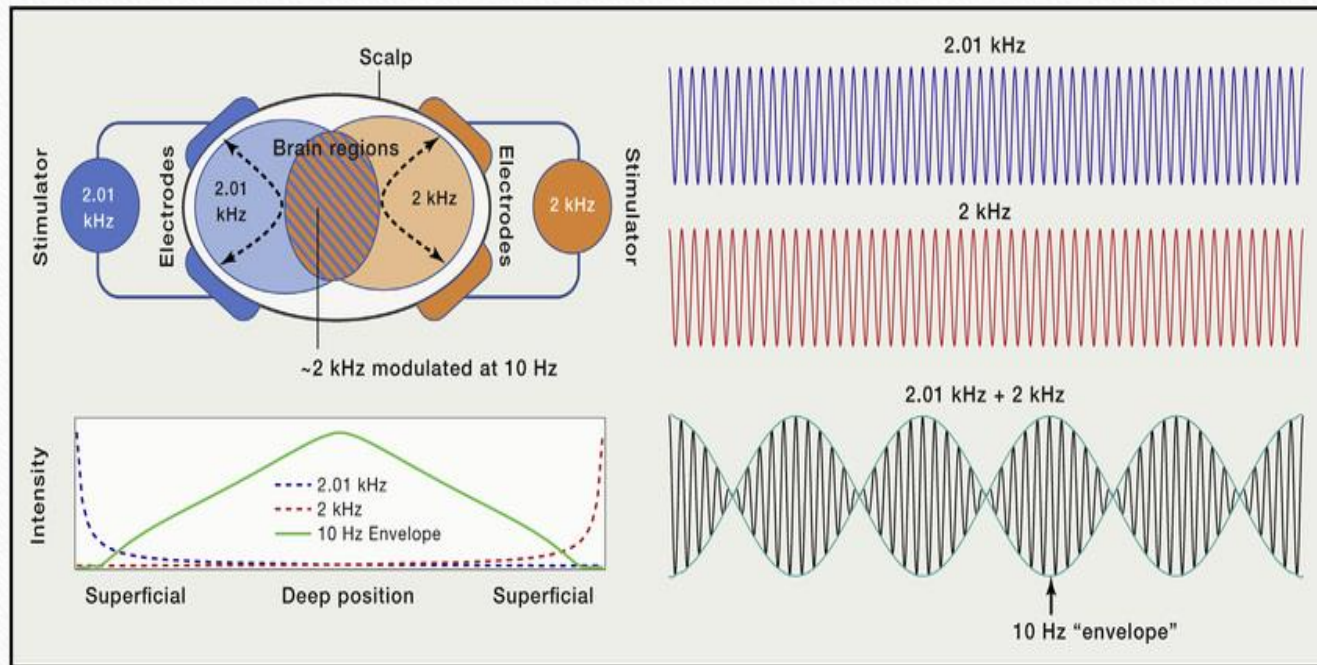 Scalp
Brain regions
Stimulator
2.01
kHz
Electrodes
2.01
kHz
2 kHz
Electrodes
2 kHz
Stimulator
~2 kHz modulated at 10 Hz
Intensity
2.01 kHz
2 kHz
10 Hz Envelope
Superficial
Deep position
Superficial
2.01 kHz
2 kHz
2.01 kHz + 2 kHz
10 Hz “envelope”